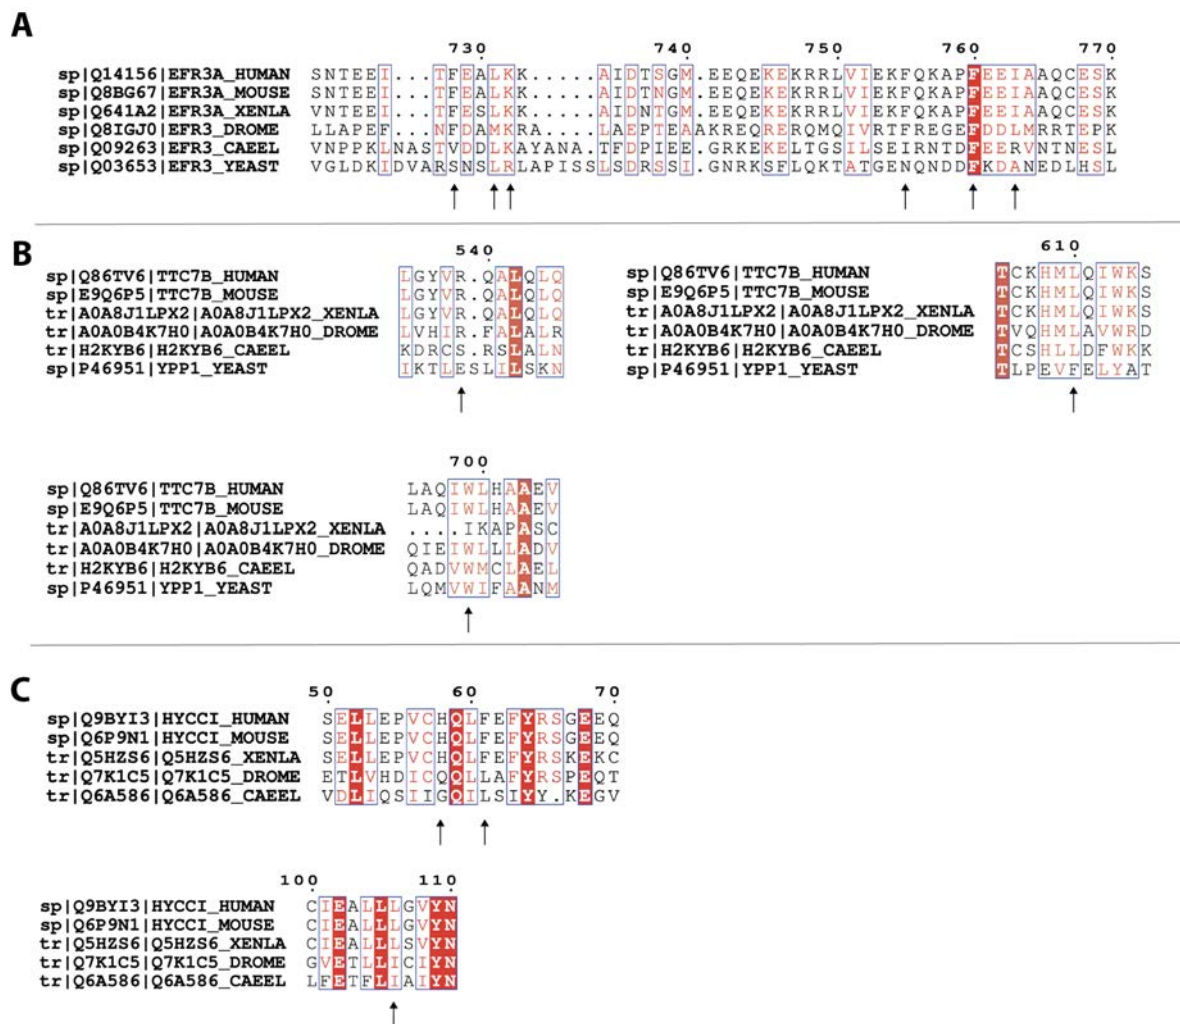 A
730 740 750 760 770
sp|Q14156|EFR3A_HUMAN SNTEEI...TFEALKK.....AIDTSGM.EEQEKEKRRLVIEKFQKAPFEEIAAQCESK
sp|Q8BG67|EFR3A_MOUSE SNTEEI...TFEALKK.....AIDTNGM.EEQEKEKRRLVIEKFQKAPFEEIAAQCESK
sp|Q641A2|EFR3A_XENLA VNTEEI...TFESLKK.....AIDNTGM.EEQEKEKRRLVIEKFQKAPFEEIAAQCESK
sp|Q8IGJ0|EFR3_DROME LLAPEF...NFDAMKRA....LAEPTEAAKREQRERQMQIVRTFREGEFDDLMRRTEPK
sp|Q09263|EFR3_CAEEL VNPPKLNASTVDDLKAYANA.TFDPIEE.GRKEKELTGSILSEIRNTDFEERVNTNESL
sp|Q03653|EFR3_YEAST VGLDKIDVARSNSLRLAPISSLSDRSSI.GNRKSFLQKTATGENQNDDFKDANEDLHSL
B
540
sp|Q86TV6|TTC7B_HUMAN LGYVR.QALQLQ
sp|E9Q6P5|TTC7B_MOUSE LGYVR.QALQLQ
tr|A0A8J1LPX2|A0A8J1LPX2_XENLA LGYVR.QALQLQ
tr|A0A0B4K7H0|A0A0B4K7H0_DROME LVHIR.FALALR
tr|H2KYB6|H2KYB6_CAEEL KDRCS.RSLALN
sp|P46951|YPP1_YEAST IKTLESLILSKN
610
sp|Q86TV6|TTC7B_HUMAN TCKHMLQIWKS
sp|E9Q6P5|TTC7B_MOUSE TCKHMLQIWKS
tr|A0A8J1LPX2|A0A8J1LPX2_XENLA TCKHMLQIWKS
tr|A0A0B4K7H0|A0A0B4K7H0_DROME TVQHMLAVWRD
tr|H2KYB6|H2KYB6_CAEEL TCSHLLDFWKK
sp|P46951|YPP1_YEAST TLPEVFELYAT
700
sp|Q86TV6|TTC7B_HUMAN LAQIWLHAAEV
sp|E9Q6P5|TTC7B_MOUSE LAQIWLHAAEV
tr|A0A8J1LPX2|A0A8J1LPX2_XENLA ....IKAPASC
tr|A0A0B4K7H0|A0A0B4K7H0_DROME QIEIWLLLADV
tr|H2KYB6|H2KYB6_CAEEL QADVWMCLAEL
sp|P46951|YPP1_YEAST LQMVWIFAANM
C
50 60 70
sp|Q9BYI3|HYCCI_HUMAN SELLEPVCHQLFEFYRSGEEQ
sp|Q6P9N1|HYCCI_MOUSE SELLEPVCHQLFEFYRSGEEQ
tr|Q5HZS6|Q5HZS6_XENLA SELLEPVCHQLFEFYRSKEKC
tr|Q7K1C5|Q7K1C5_DROME ETLVHDICQQLLAFYRSPEQT
tr|Q6A586|Q6A586_CAEEL VDLIQSIIGQILSIYY.KEGV
100 110
sp|Q9BYI3|HYCCI_HUMAN CIEALLLGVYN
sp|Q6P9N1|HYCCI_MOUSE CIEALLLGVYN
tr|Q5HZS6|Q5HZS6_XENLA CIEALLLSVYN
tr|Q7K1C5|Q7K1C5_DROME GVETLLICIYN
tr|Q6A586|Q6A586_CAEEL LFETFLIAIYN